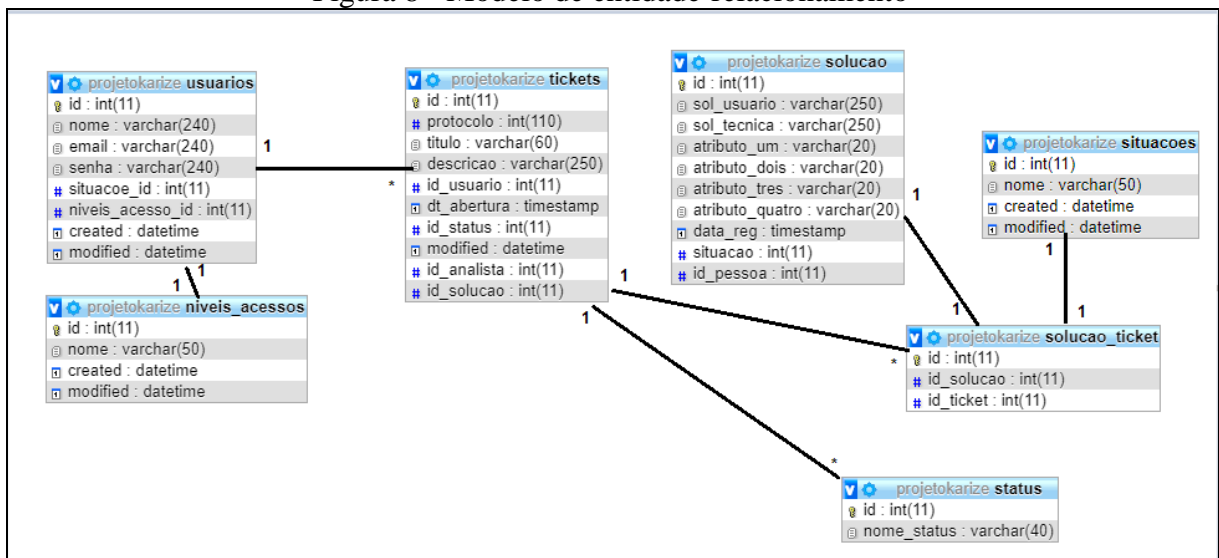 Figura 8 - Modelo de entidade relacionamento
projetokarize usuarios
id : int(11)
nome : varchar(240)
email : varchar(240)
senha : varchar(240)
situacoe_id : int(11)
niveis_acesso_id : int(11)
created : datetime
modified : datetime
1
*
1
1
projetokarize niveis_acessos
id : int(11)
nome : varchar(50)
created : datetime
modified : datetime
projetokarize tickets
id : int(11)
protocolo : int(110)
titulo : varchar(60)
descricao : varchar(250)
id_usuario : int(11)
dt_abertura : timestamp
id_status : int(11)
modified : datetime
id_analista : int(11)
id_solucao : int(11)
1
1
projetokarize solucao
id : int(11)
sol_usuario : varchar(250)
sol_tecnica : varchar(250)
atributo_um : varchar(20)
atributo_dois : varchar(20)
atributo_tres : varchar(20)
atributo_quatro : varchar(20)
data_reg : timestamp
situacao : int(11)
id_pessoa : int(11)
1
projetokarize situacoes
id : int(11)
nome : varchar(50)
created : datetime
modified : datetime
1
1
1
*
projetokarize solucao_ticket
id : int(11)
id_solucao : int(11)
id_ticket : int(11)
*
projetokarize status
id : int(11)
nome_status : varchar(40)